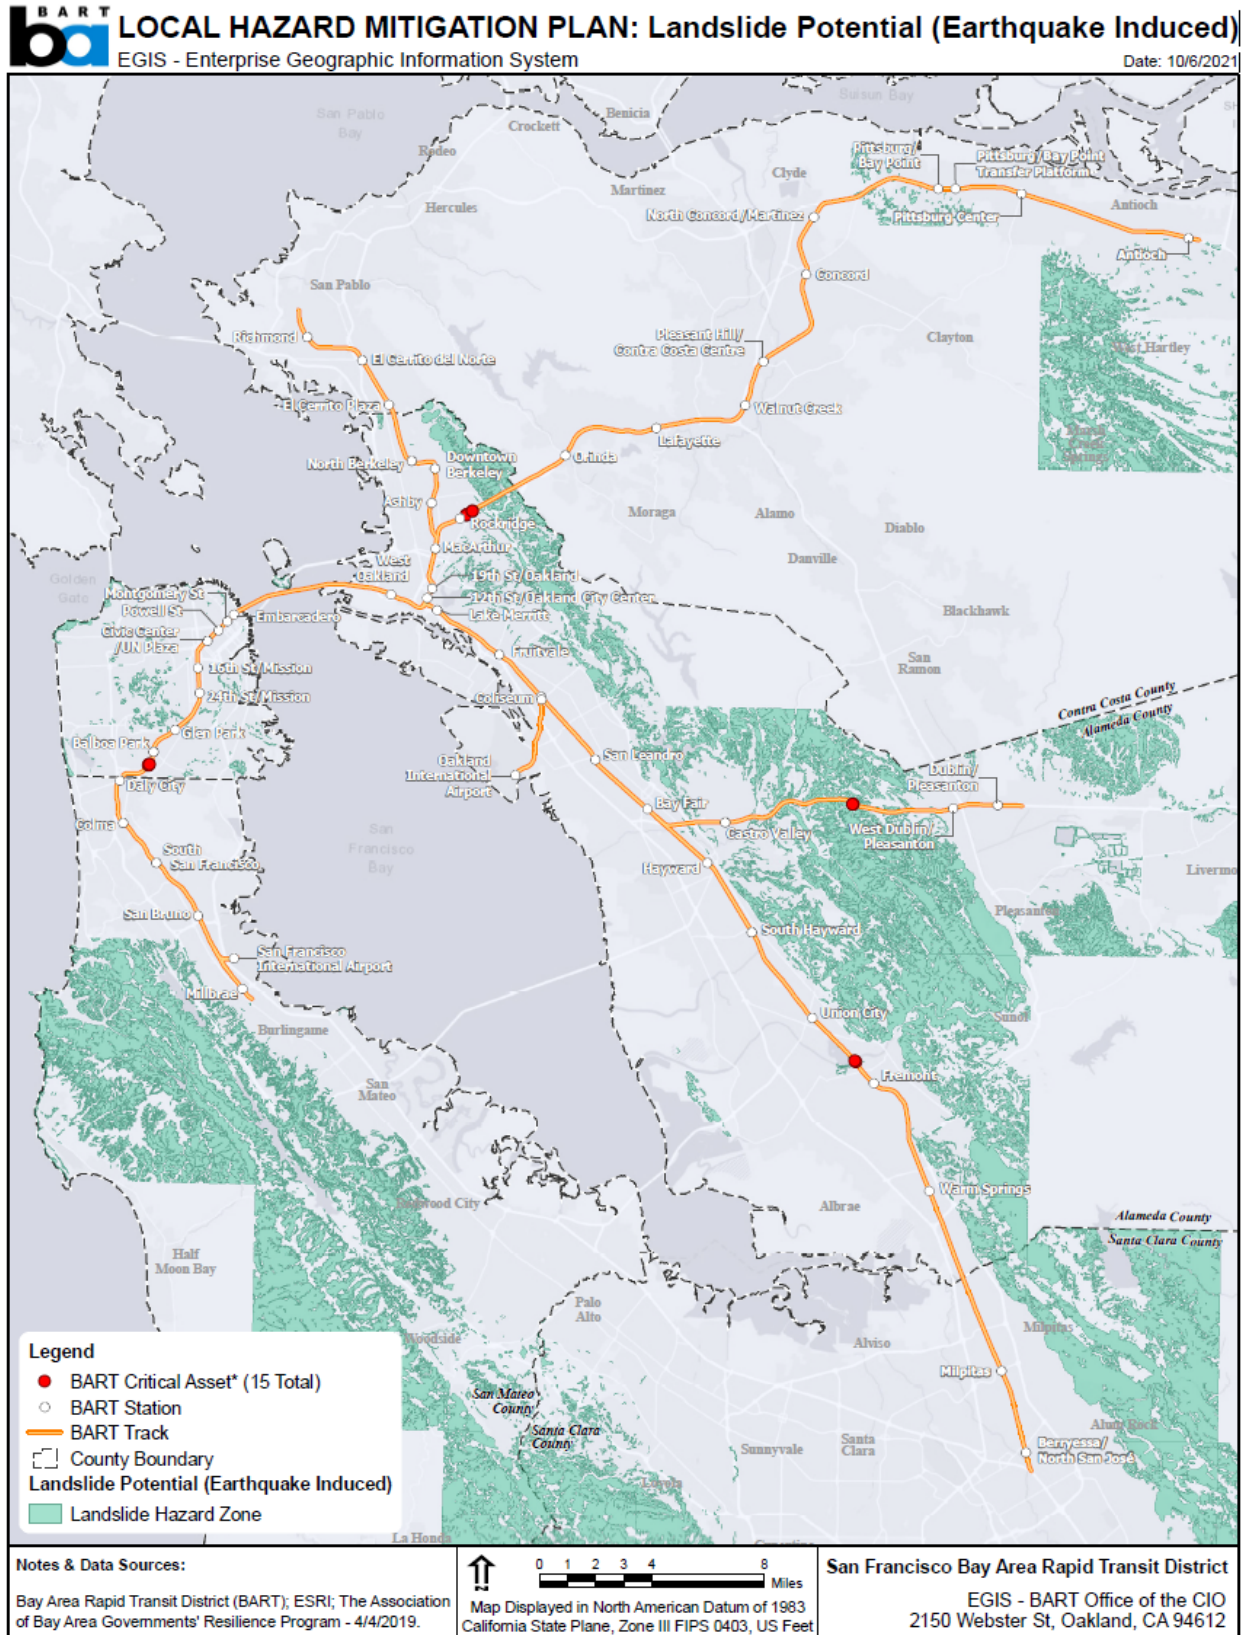 BART
ba
LOCAL HAZARD MITIGATION PLAN: Landslide Potential (Earthquake Induced)
EGIS - Enterprise Geographic Information System
Date: 10/6/2021
Suisun Bay
San Pablo
Bay
Benicia
Crockett
Rodeo
Pittsburg/
Bay Point
Pittsburg/Bay Point
Transfer Platform
Clyde
Martinez
Hercules
North Concord/Martinez
Pittsburg Center
Antioch
Antioch
Concord
San Pablo
Richmond
Pleasant Hill/
Contra Costa Centre
Clayton
West Hartley
El Cerrito del Norte
El Cerrito Plaza
Walnut Creek
Lafayette
Orinda
North Berkeley
Downtown
Berkeley
Ashby
Rockridge
Moraga
Alamo
Diablo
MacArthur
Danville
West
Oakland
19th St/Oakland
12th St/Oakland City Center
Lake Merritt
Golden
Gate
Montgomery St
Powell St
Civic Center
/UN Plaza
Embarcadero
Blackhawk
Fruitvale
San
Ramon
16th St/Mission
24th St/Mission
Coliseum
Contra Costa County
Alameda County
Glen Park
Balboa Park
San Leandro
Oakland
International
Airport
Dublin/
Pleasanton
Daly City
Bay Fair
Castro Valley
West Dublin/
Pleasanton
Colma
San
Francisco
Bay
South
San Francisco
Hayward
Livermo
San Bruno
Pleasanton
South Hayward
San Francisco
International Airport
Millbrae
Union City
Sunol
Burlingame
Fremont
San
Mateo
Warm Springs
Redwood City
Albrae
Alameda County
Santa Clara County
Half
Moon Bay
Palo
Alto
Milpitas
Woodside
Alviso
Milpitas
San Mateo
County
Santa Clara
County
Alum Rock
Sunnyvale
Santa
Clara
Berryessa/
North San José
Loyola
La Honda
Legend
BART Critical Asset* (15 Total)
BART Station
BART Track
County Boundary
Landslide Potential (Earthquake Induced)
Landslide Hazard Zone
Notes & Data Sources:
Bay Area Rapid Transit District (BART); ESRI; The Association
of Bay Area Governments' Resilience Program - 4/4/2019.
N
0 1 2 3 4 8
Miles
Map Displayed in North American Datum of 1983
California State Plane, Zone III FIPS 0403, US Feet
San Francisco Bay Area Rapid Transit District
EGIS - BART Office of the CIO
2150 Webster St, Oakland, CA 94612